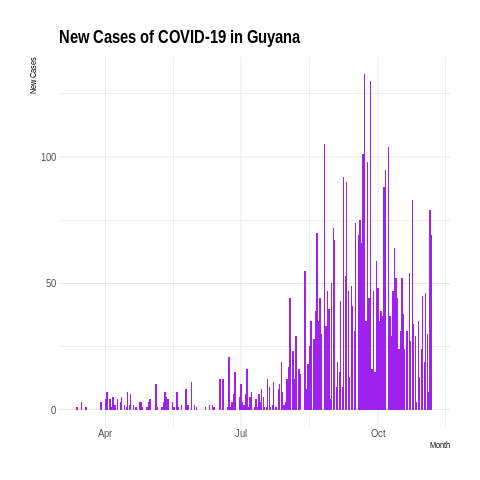 New Cases of COVID-19 in Guyana
New Cases
100
50
0
Apr
Jul
Oct
Month